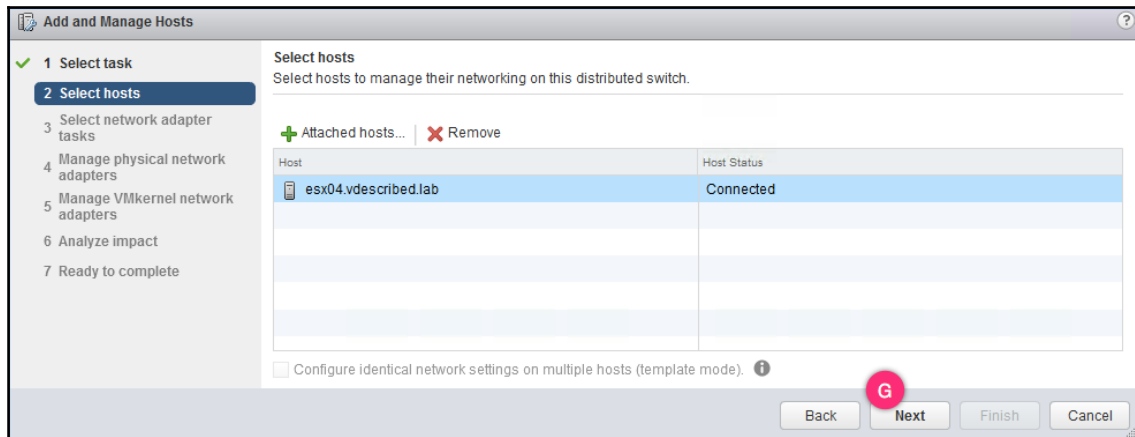 Add and Manage Hosts
?
1 Select task
2 Select hosts
3 Select network adapter
tasks
4 Manage physical network
adapters
5 Manage VMkernel network
adapters
6 Analyze impact
7 Ready to complete
Select hosts
Select hosts to manage their networking on this distributed switch.
Attached hosts... Remove
Host Host Status
esx04.vdescribed.lab Connected
Configure identical network settings on multiple hosts (template mode). i
G
Back Next Finish Cancel